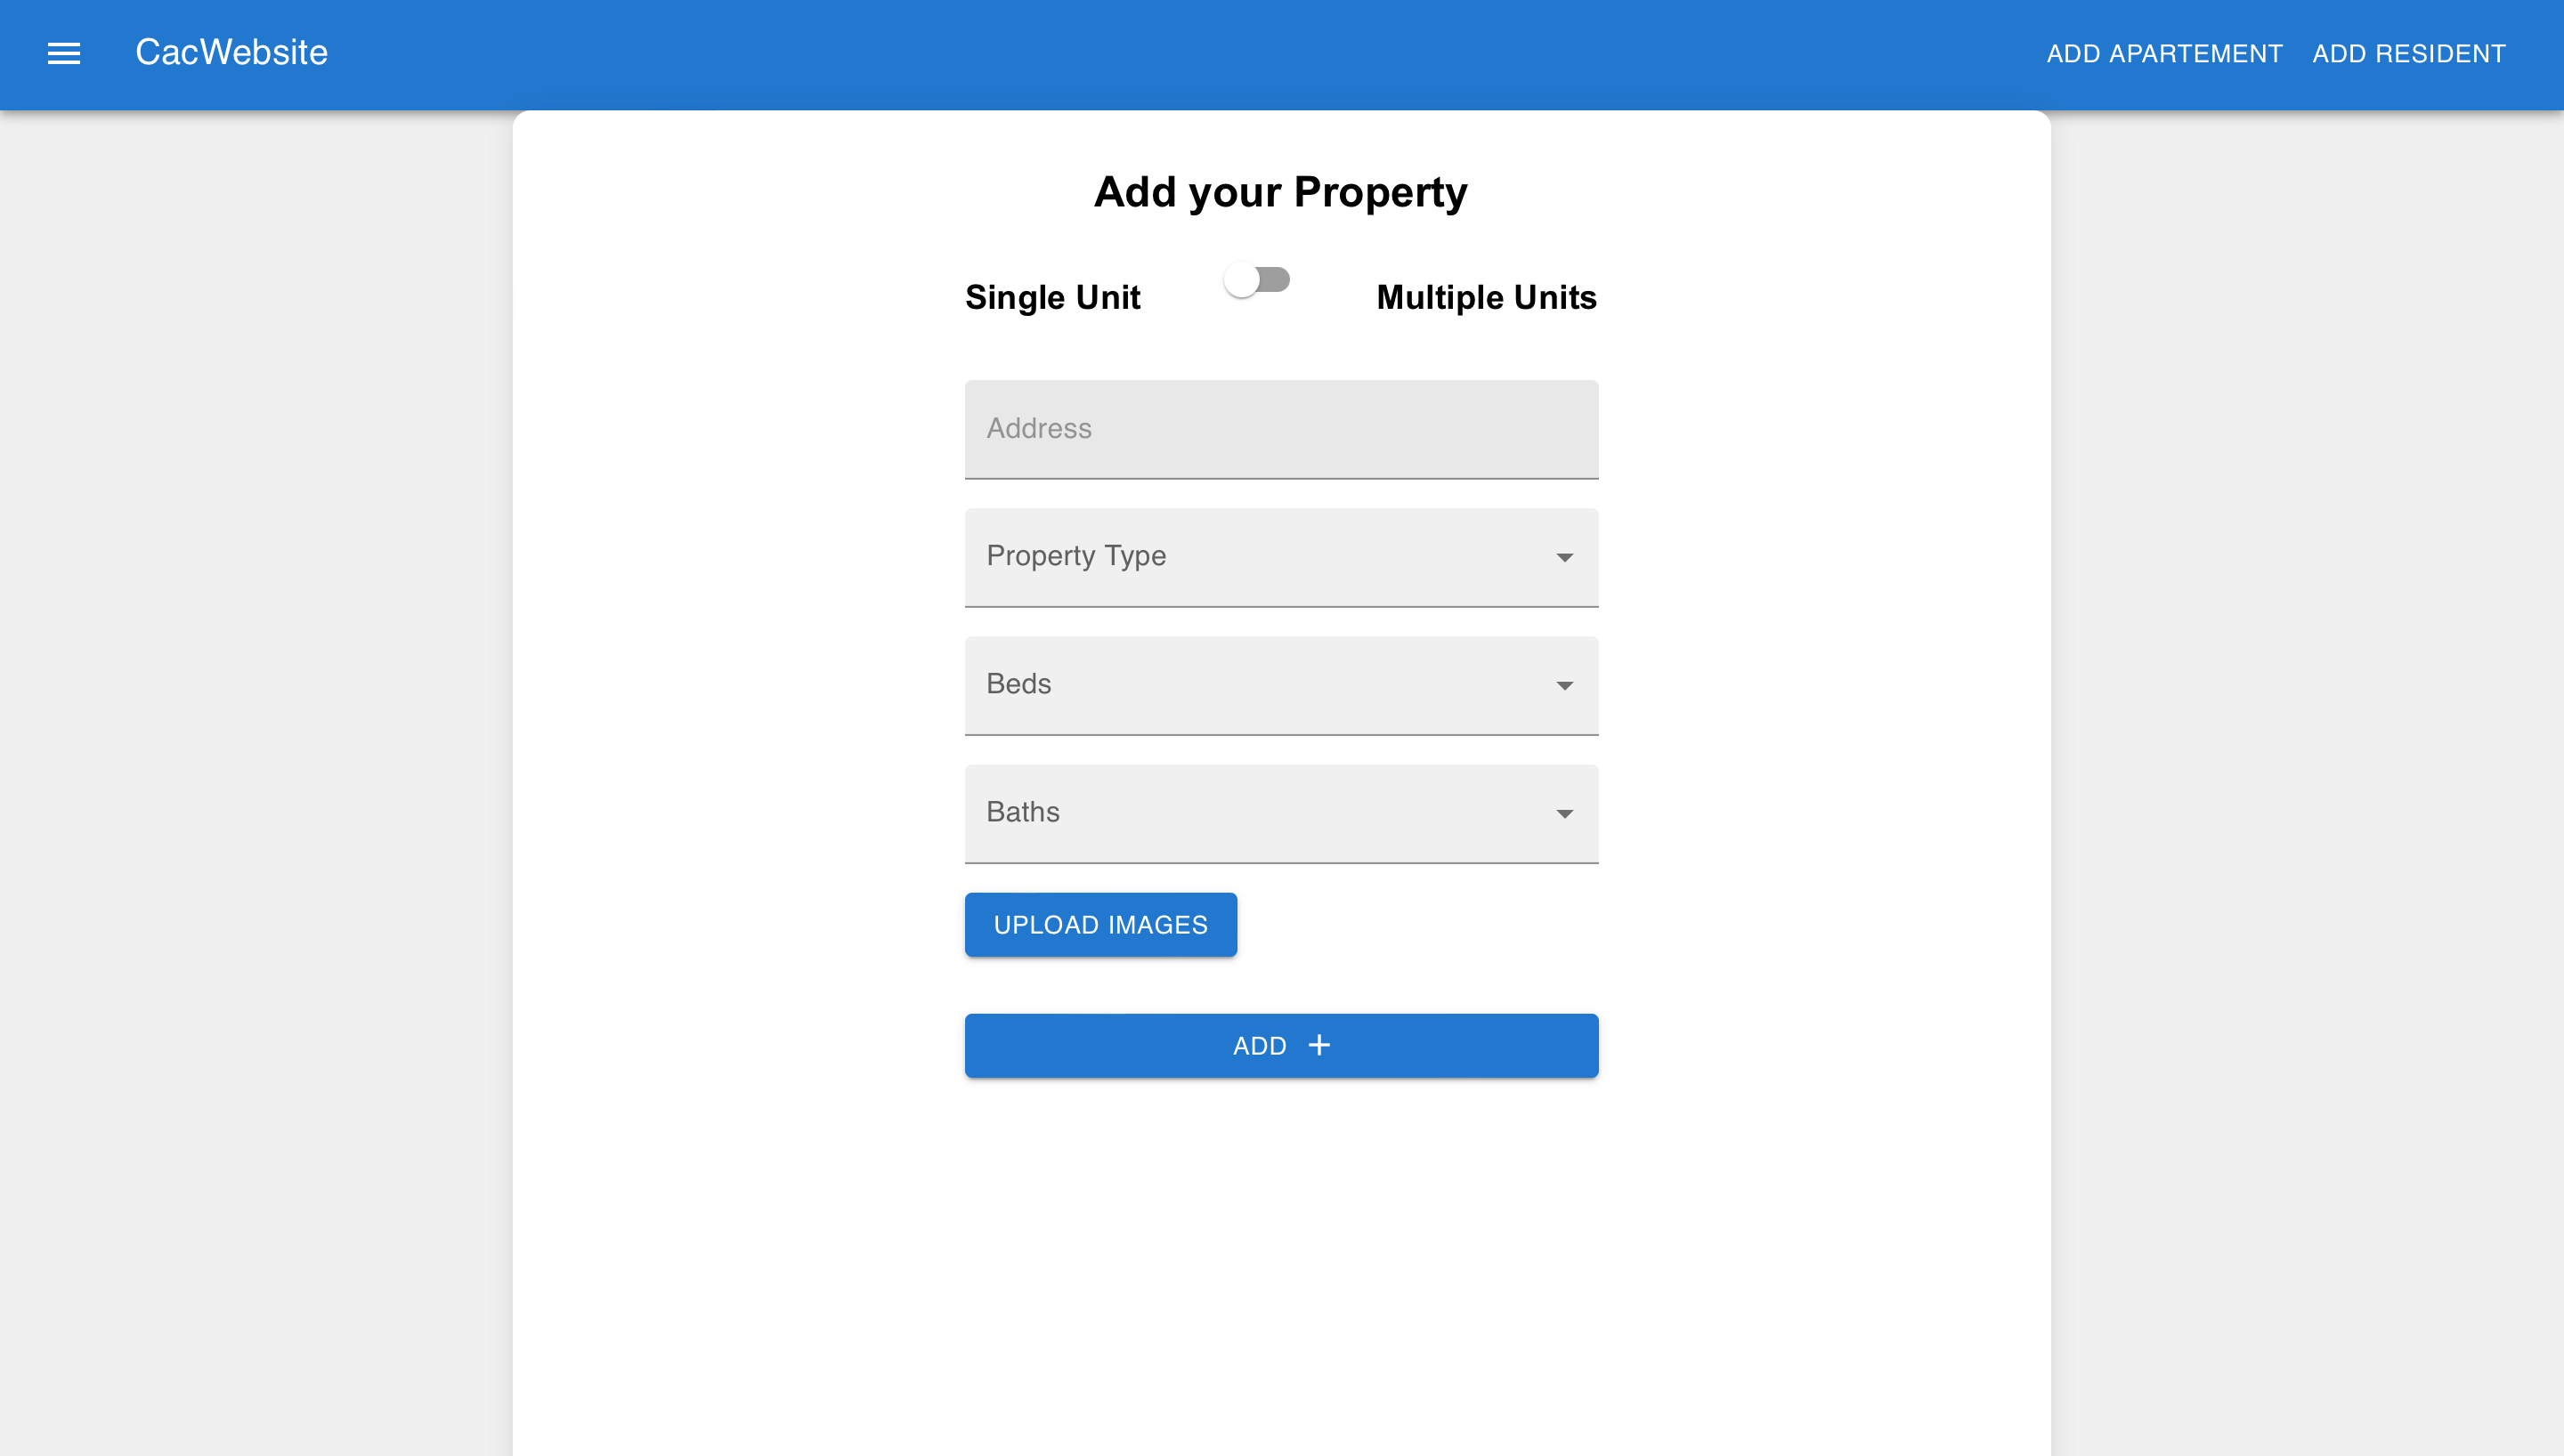 CacWebsite
ADD APARTEMENT
ADD RESIDENT
Add your Property
Single Unit
Multiple Units
Address
Property Type
Beds
Baths
UPLOAD IMAGES
ADD +